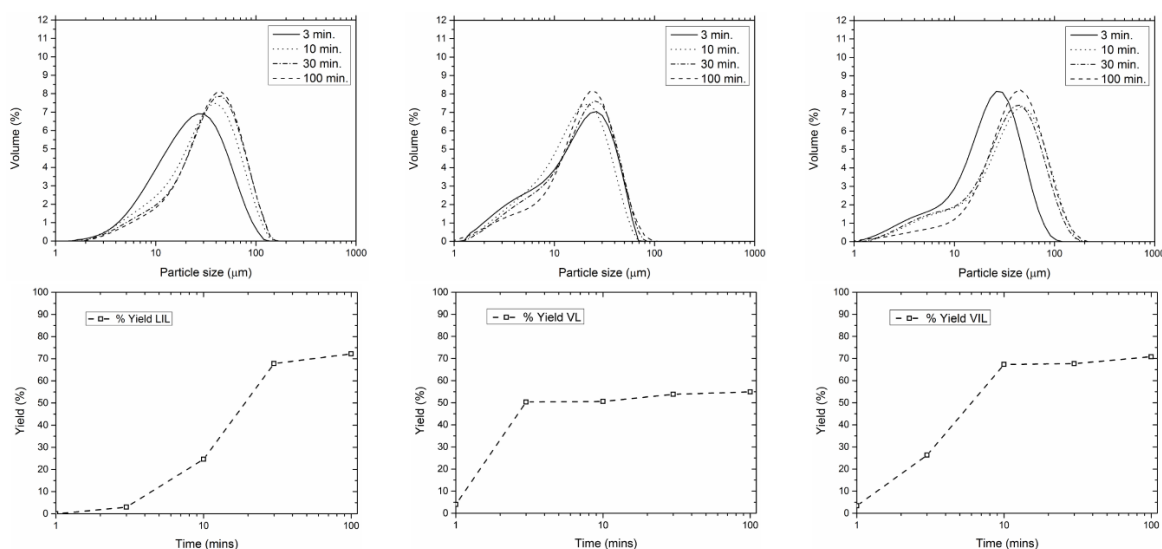 12
11
10
9
8
7
6
5
4
3
2
1
0
Volume (%)
3 min.
10 min.
30 min.
100 min.
1 10 100 1000
Particle size (μm)
12
11
10
9
8
7
6
5
4
3
2
1
0
Volume (%)
3 min.
10 min.
30 min.
100 min.
1 10 100 1000
Particle size (μm)
12
11
10
9
8
7
6
5
4
3
2
1
0
Volume (%)
3 min.
10 min.
30 min.
100 min.
1 10 100 1000
Particle size (μm)
100
90
80
70
60
50
40
30
20
10
0
Yield (%)
% Yield LIL
1 10 100
Time (mins)
100
90
80
70
60
50
40
30
20
10
0
Yield (%)
% Yield VL
1 10 100
Time (mins)
100
90
80
70
60
50
40
30
20
10
0
Yield (%)
% Yield VIL
1 10 100
Time (mins)